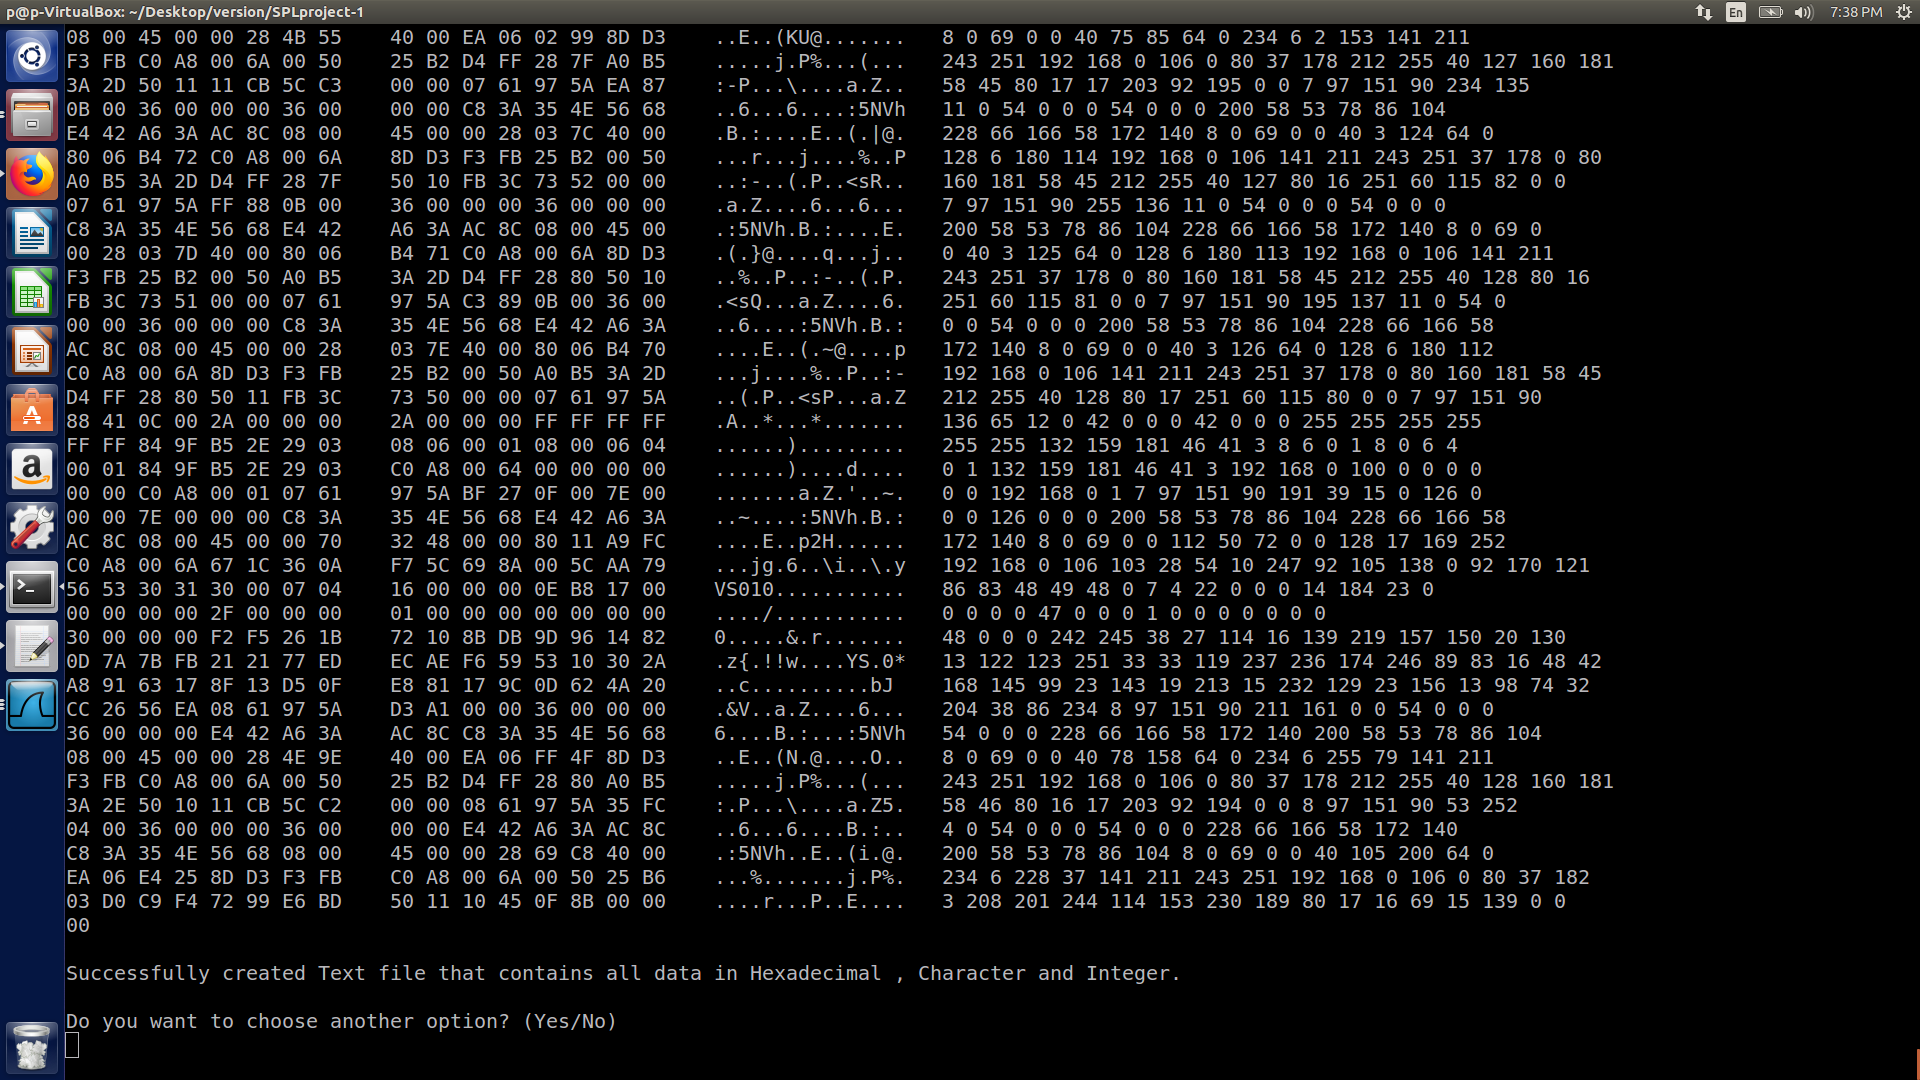 p@p-VirtualBox: ~/Desktop/version/SPLproject-1 En 7:38 PM
08 00 45 00 00 28 4B 55 40 00 EA 06 02 99 8D D3 ..E..(KU@....... 8 0 69 0 0 40 75 85 64 0 234 6 2 153 141 211
F3 FB C0 A8 00 6A 00 50 25 B2 D4 FF 28 7F A0 B5 .....j.P%...(... 243 251 192 168 0 106 0 80 37 178 212 255 40 127 160 181
3A 2D 50 11 11 CB 5C C3 00 00 07 61 97 5A EA 87 :-P...\....a.Z.. 58 45 80 17 17 203 92 195 0 0 7 97 151 90 234 135
0B 00 36 00 00 00 36 00 00 00 C8 3A 35 4E 56 68 ..6...6....:5NVh 11 0 54 0 0 0 54 0 0 0 200 58 53 78 86 104
E4 42 A6 3A AC 8C 08 00 45 00 00 28 03 7C 40 00 .B.:....E..(.|@. 228 66 166 58 172 140 8 0 69 0 0 40 3 124 64 0
80 06 B4 72 C0 A8 00 6A 8D D3 F3 FB 25 B2 00 50 ...r...j....%..P 128 6 180 114 192 168 0 106 141 211 243 251 37 178 0 80
A0 B5 3A 2D D4 FF 28 7F 50 10 FB 3C 73 52 00 00 ..:-..(.P..<sR.. 160 181 58 45 212 255 40 127 80 16 251 60 115 82 0 0
07 61 97 5A FF 88 0B 00 36 00 00 00 36 00 00 00 .a.Z....6...6... 7 97 151 90 255 136 11 0 54 0 0 0 54 0 0 0
C8 3A 35 4E 56 68 E4 42 A6 3A AC 8C 08 00 45 00 .:5NVh.B.:....E. 200 58 53 78 86 104 228 66 166 58 172 140 8 0 69 0
00 28 03 7D 40 00 80 06 B4 71 C0 A8 00 6A 8D D3 .(.}@....q...j.. 0 40 3 125 64 0 128 6 180 113 192 168 0 106 141 211
F3 FB 25 B2 00 50 A0 B5 3A 2D D4 FF 28 80 50 10 ..%..P..:-..(.P. 243 251 37 178 0 80 160 181 58 45 212 255 40 128 80 16
FB 3C 73 51 00 00 07 61 97 5A C3 89 0B 00 36 00 .<sQ...a.Z....6. 251 60 115 81 0 0 7 97 151 90 195 137 11 0 54 0
00 00 36 00 00 00 C8 3A 35 4E 56 68 E4 42 A6 3A ..6....:5NVh.B.: 0 0 54 0 0 0 200 58 53 78 86 104 228 66 166 58
AC 8C 08 00 45 00 00 28 03 7E 40 00 80 06 B4 70 ....E..(.~@....p 172 140 8 0 69 0 0 40 3 126 64 0 128 6 180 112
C0 A8 00 6A 8D D3 F3 FB 25 B2 00 50 A0 B5 3A 2D ...j....%..P..:- 192 168 0 106 141 211 243 251 37 178 0 80 160 181 58 45
D4 FF 28 80 50 11 FB 3C 73 50 00 00 07 61 97 5A ..(.P..<sP...a.Z 212 255 40 128 80 17 251 60 115 80 0 0 7 97 151 90
88 41 0C 00 2A 00 00 00 2A 00 00 00 FF FF FF FF .A..*...*....... 136 65 12 0 42 0 0 0 42 0 0 0 255 255 255 255
FF FF 84 9F B5 2E 29 03 08 06 00 01 08 00 06 04 ......)......... 255 255 132 159 181 46 41 3 8 6 0 1 8 0 6 4
00 01 84 9F B5 2E 29 03 C0 A8 00 64 00 00 00 00 ......)....d.... 0 1 132 159 181 46 41 3 192 168 0 100 0 0 0 0
00 00 C0 A8 00 01 07 61 97 5A BF 27 0F 00 7E 00 .......a.Z.'..~. 0 0 192 168 0 1 7 97 151 90 191 39 15 0 126 0
00 00 7E 00 00 00 C8 3A 35 4E 56 68 E4 42 A6 3A ..~....:5NVh.B.: 0 0 126 0 0 0 200 58 53 78 86 104 228 66 166 58
AC 8C 08 00 45 00 00 70 32 48 00 00 80 11 A9 FC ....E..p2H...... 172 140 8 0 69 0 0 112 50 72 0 0 128 17 169 252
C0 A8 00 6A 67 1C 36 0A F7 5C 69 8A 00 5C AA 79 ...jg.6..\i..\.y 192 168 0 106 103 28 54 10 247 92 105 138 0 92 170 121
56 53 30 31 30 00 07 04 16 00 00 00 0E B8 17 00 VS010........... 86 83 48 49 48 0 7 4 22 0 0 0 14 184 23 0
00 00 00 00 2F 00 00 00 01 00 00 00 00 00 00 00 ..../........... 0 0 0 0 47 0 0 0 1 0 0 0 0 0 0 0
30 00 00 00 F2 F5 26 1B 72 10 8B DB 9D 96 14 82 0.....&.r....... 48 0 0 0 242 245 38 27 114 16 139 219 157 150 20 130
0D 7A 7B FB 21 21 77 ED EC AE F6 59 53 10 30 2A .z{.!!w....YS.0* 13 122 123 251 33 33 119 237 236 174 246 89 83 16 48 42
A8 91 63 17 8F 13 D5 0F E8 81 17 9C 0D 62 4A 20 ..c..........bJ 168 145 99 23 143 19 213 15 232 129 23 156 13 98 74 32
CC 26 56 EA 08 61 97 5A D3 A1 00 00 36 00 00 00 .&V..a.Z....6... 204 38 86 234 8 97 151 90 211 161 0 0 54 0 0 0
36 00 00 00 E4 42 A6 3A AC 8C C8 3A 35 4E 56 68 6....B.:...:5NVh 54 0 0 0 228 66 166 58 172 140 200 58 53 78 86 104
08 00 45 00 00 28 4E 9E 40 00 EA 06 FF 4F 8D D3 ..E..(N.@....O.. 8 0 69 0 0 40 78 158 64 0 234 6 255 79 141 211
F3 FB C0 A8 00 6A 00 50 25 B2 D4 FF 28 80 A0 B5 .....j.P%...(... 243 251 192 168 0 106 0 80 37 178 212 255 40 128 160 181
3A 2E 50 10 11 CB 5C C2 00 00 08 61 97 5A 35 FC :.P...\....a.Z5. 58 46 80 16 17 203 92 194 0 0 8 97 151 90 53 252
04 00 36 00 00 00 36 00 00 00 E4 42 A6 3A AC 8C ..6...6....B.:.. 4 0 54 0 0 0 54 0 0 0 228 66 166 58 172 140
C8 3A 35 4E 56 68 08 00 45 00 00 28 69 C8 40 00 .:5NVh..E..(i.@. 200 58 53 78 86 104 8 0 69 0 0 40 105 200 64 0
EA 06 E4 25 8D D3 F3 FB C0 A8 00 6A 00 50 25 B6 ...%.......j.P%. 234 6 228 37 141 211 243 251 192 168 0 106 0 80 37 182
03 D0 C9 F4 72 99 E6 BD 50 11 10 45 0F 8B 00 00 ....r...P..E.... 3 208 201 244 114 153 230 189 80 17 16 69 15 139 0 0
00
Successfully created Text file that contains all data in Hexadecimal , Character and Integer.
Do you want to choose another option? (Yes/No)